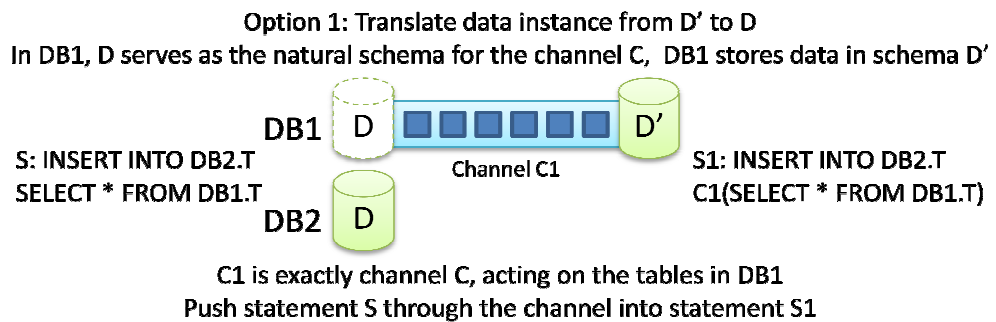 Option 1: Translate data instance from D’ to D
In DB1, D serves as the natural schema for the channel C, DB1 stores data in schema D’
DB1
D
D’
Channel C1
S: INSERT INTO DB2.T
SELECT * FROM DB1.T
S1: INSERT INTO DB2.T
C1(SELECT * FROM DB1.T)
DB2
D
C1 is exactly channel C, acting on the tables in DB1
Push statement S through the channel into statement S1